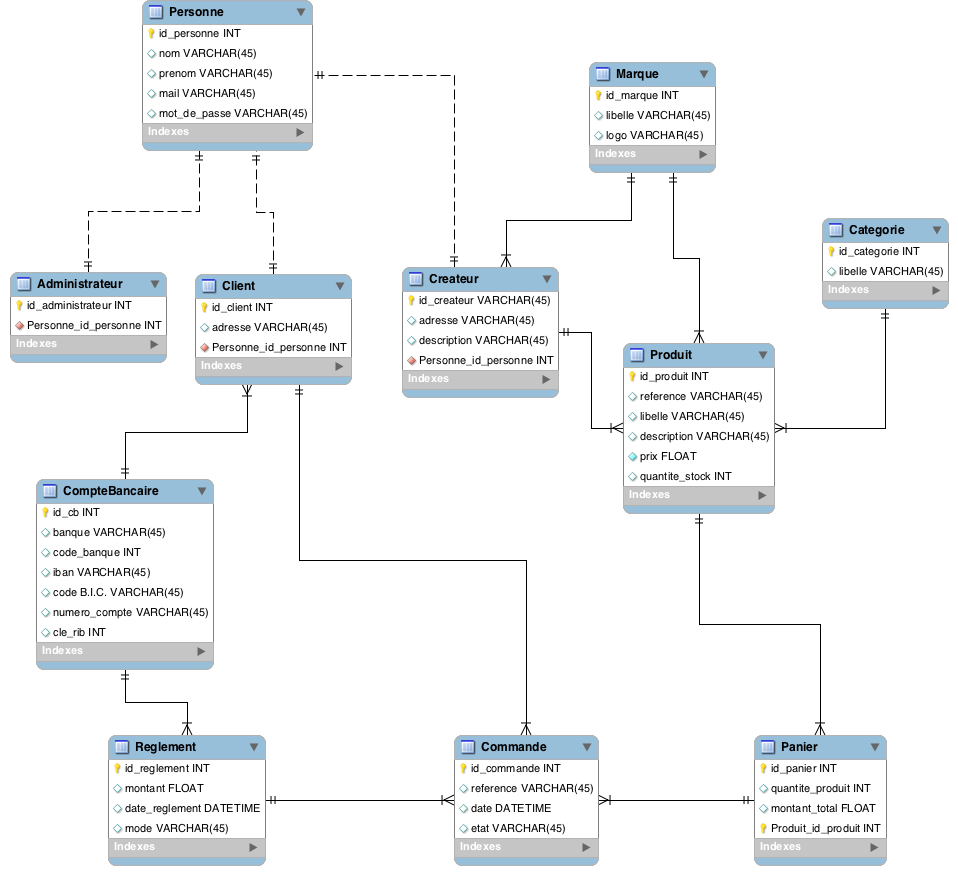 Personne
id_personne INT
nom VARCHAR(45)
prenom VARCHAR(45)
mail VARCHAR(45)
mot_de_passe VARCHAR(45)
Indexes
Marque
id_marque INT
libelle VARCHAR(45)
logo VARCHAR(45)
Indexes
Categorie
id_categorie INT
libelle VARCHAR(45)
Indexes
Administrateur
id_administrateur INT
Personne_id_personne INT
Indexes
Client
id_client INT
adresse VARCHAR(45)
Personne_id_personne INT
Indexes
Createur
id_createur VARCHAR(45)
adresse VARCHAR(45)
description VARCHAR(45)
Personne_id_personne INT
Indexes
Produit
id_produit INT
reference VARCHAR(45)
libelle VARCHAR(45)
description VARCHAR(45)
prix FLOAT
quantite_stock INT
Indexes
CompteBancaire
id_cb INT
banque VARCHAR(45)
code_banque INT
iban VARCHAR(45)
code B.I.C. VARCHAR(45)
numero_compte VARCHAR(45)
cle_rib INT
Indexes
Reglement
id_reglement INT
montant FLOAT
date_reglement DATETIME
mode VARCHAR(45)
Indexes
Commande
id_commande INT
reference VARCHAR(45)
date DATETIME
etat VARCHAR(45)
Indexes
Panier
id_panier INT
quantite_produit INT
montant_total FLOAT
Produit_id_produit INT
Indexes